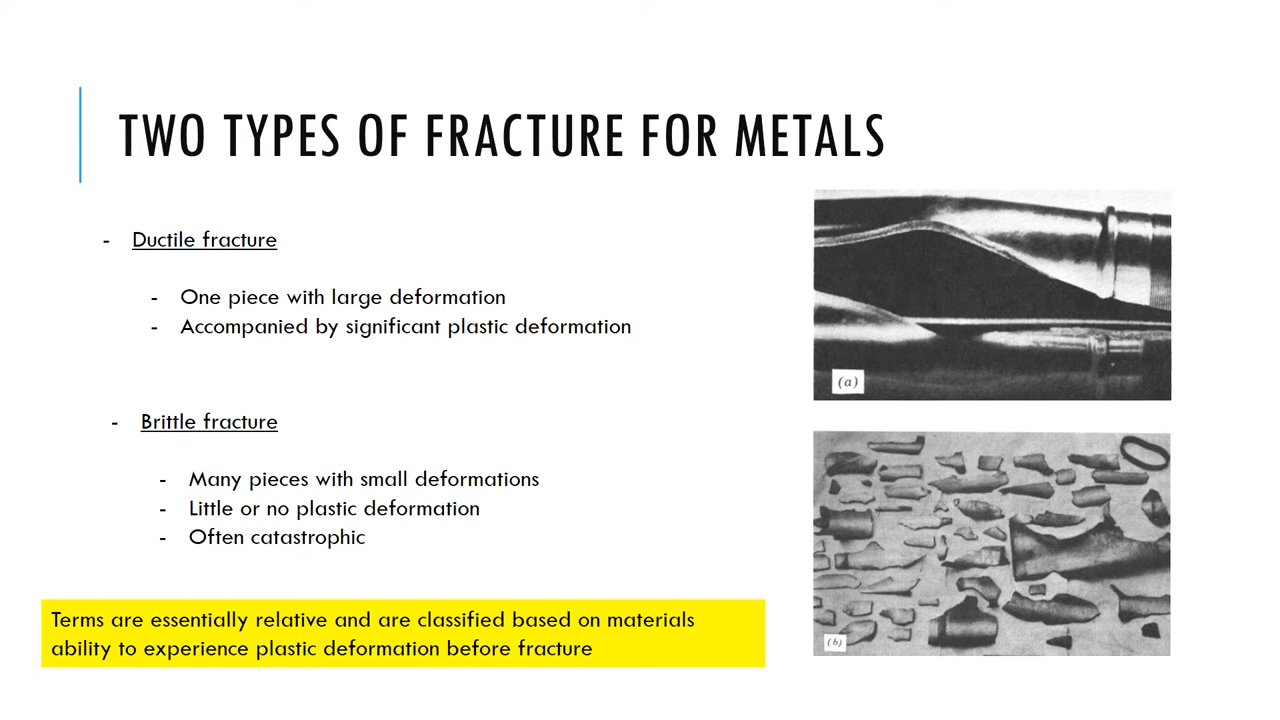 TWO TYPES OF FRACTURE FOR METALS
- Ductile fracture
- One piece with large deformation
- Accompanied by significant plastic deformation
- Brittle fracture
- Many pieces with small deformations
- Little or no plastic deformation
- Often catastrophic
Terms are essentially relative and are classified based on materials
ability to experience plastic deformation before fracture
(a)
(b)